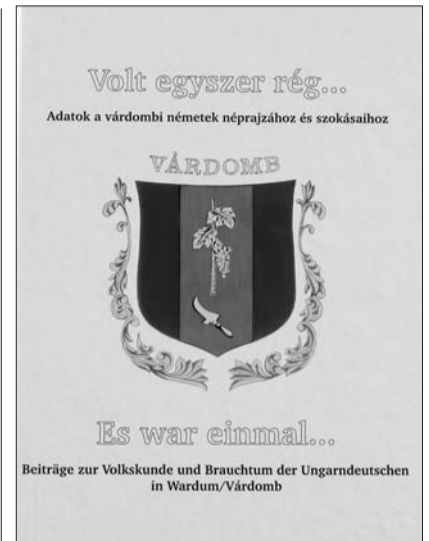 Volt egyszer rég...
Adatok a várdombi németek néprajzához és szokásaihoz
VÁRDOMB
Es war einmal...
Beiträge zur Volkskunde und Brauchtum der Ungarndeutschen
in Wardum/Várdomb